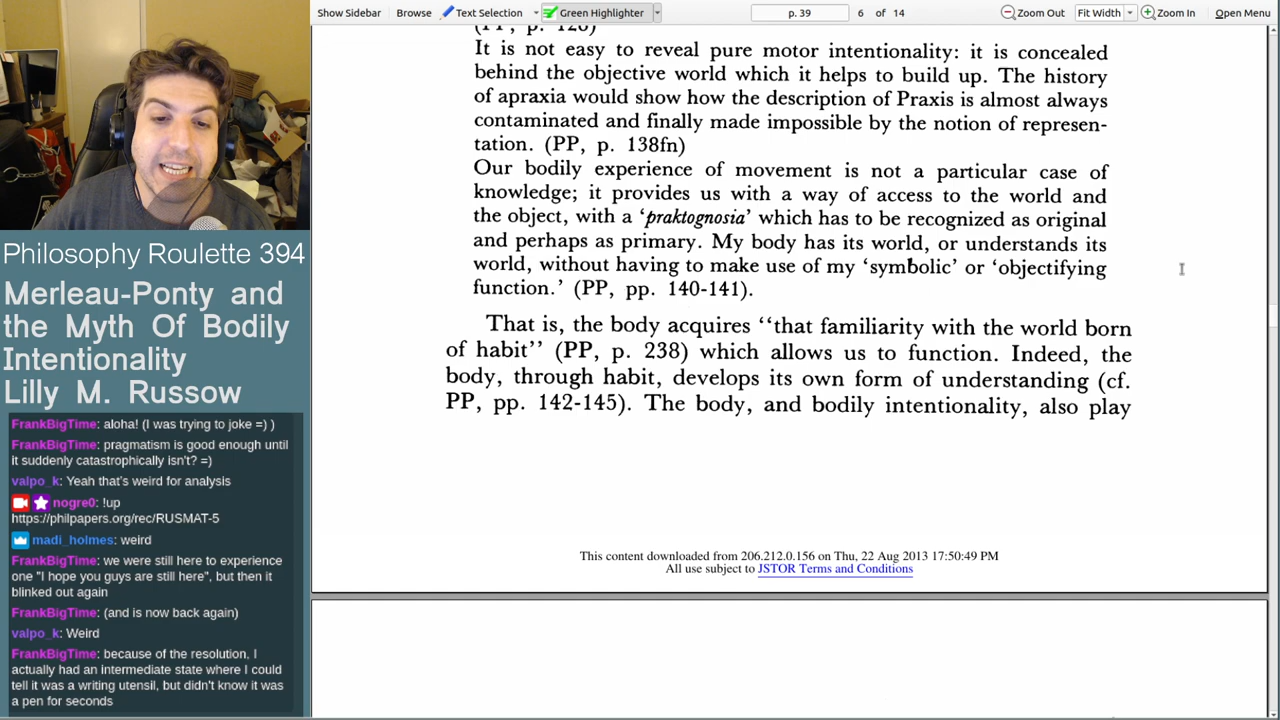 Show Sidebar Browse Text Selection Green Highlighter p. 39 6 of 14 Zoom Out Fit Width Zoom In Open Menu
It is not easy to reveal pure motor intentionality: it is concealed
behind the objective world which it helps to build up. The history
of apraxia would show how the description of Praxis is almost always
contaminated and finally made impossible by the notion of represen-
tation. (PP, p. 138fn)
Our bodily experience of movement is not a particular case of
knowledge; it provides us with a way of access to the world and
the object, with a ‘praktognosia’ which has to be recognized as original
and perhaps as primary. My body has its world, or understands its
world, without having to make use of my ‘symbolic’ or ‘objectifying
function.’ (PP, pp. 140-141).
That is, the body acquires “that familiarity with the world born
of habit” (PP, p. 238) which allows us to function. Indeed, the
body, through habit, develops its own form of understanding (cf.
PP, pp. 142-145). The body, and bodily intentionality, also play
This content downloaded from 206.212.0.156 on Thu, 22 Aug 2013 17:50:49 PM
All use subject to JSTOR Terms and Conditions
Philosophy Roulette 394
Merleau-Ponty and
the Myth Of Bodily
Intentionality
Lilly M. Russow
FrankBigTime: aloha! (I was trying to joke =) )
FrankBigTime: pragmatism is good enough until
it suddenly catastrophically isn't? =)
valpo_k: Yeah that's weird for analysis
nogre0: !up
https://philpapers.org/rec/RUSMAT-5
madi_holmes: weird
FrankBigTime: we were still here to experience
one "I hope you guys are still here", but then it
blinked out again
FrankBigTime: (and is now back again)
valpo_k: Weird
FrankBigTime: because of the resolution, I
actually had an intermediate state where I could
tell it was a writing utensil, but didn't know it was
a pen for seconds